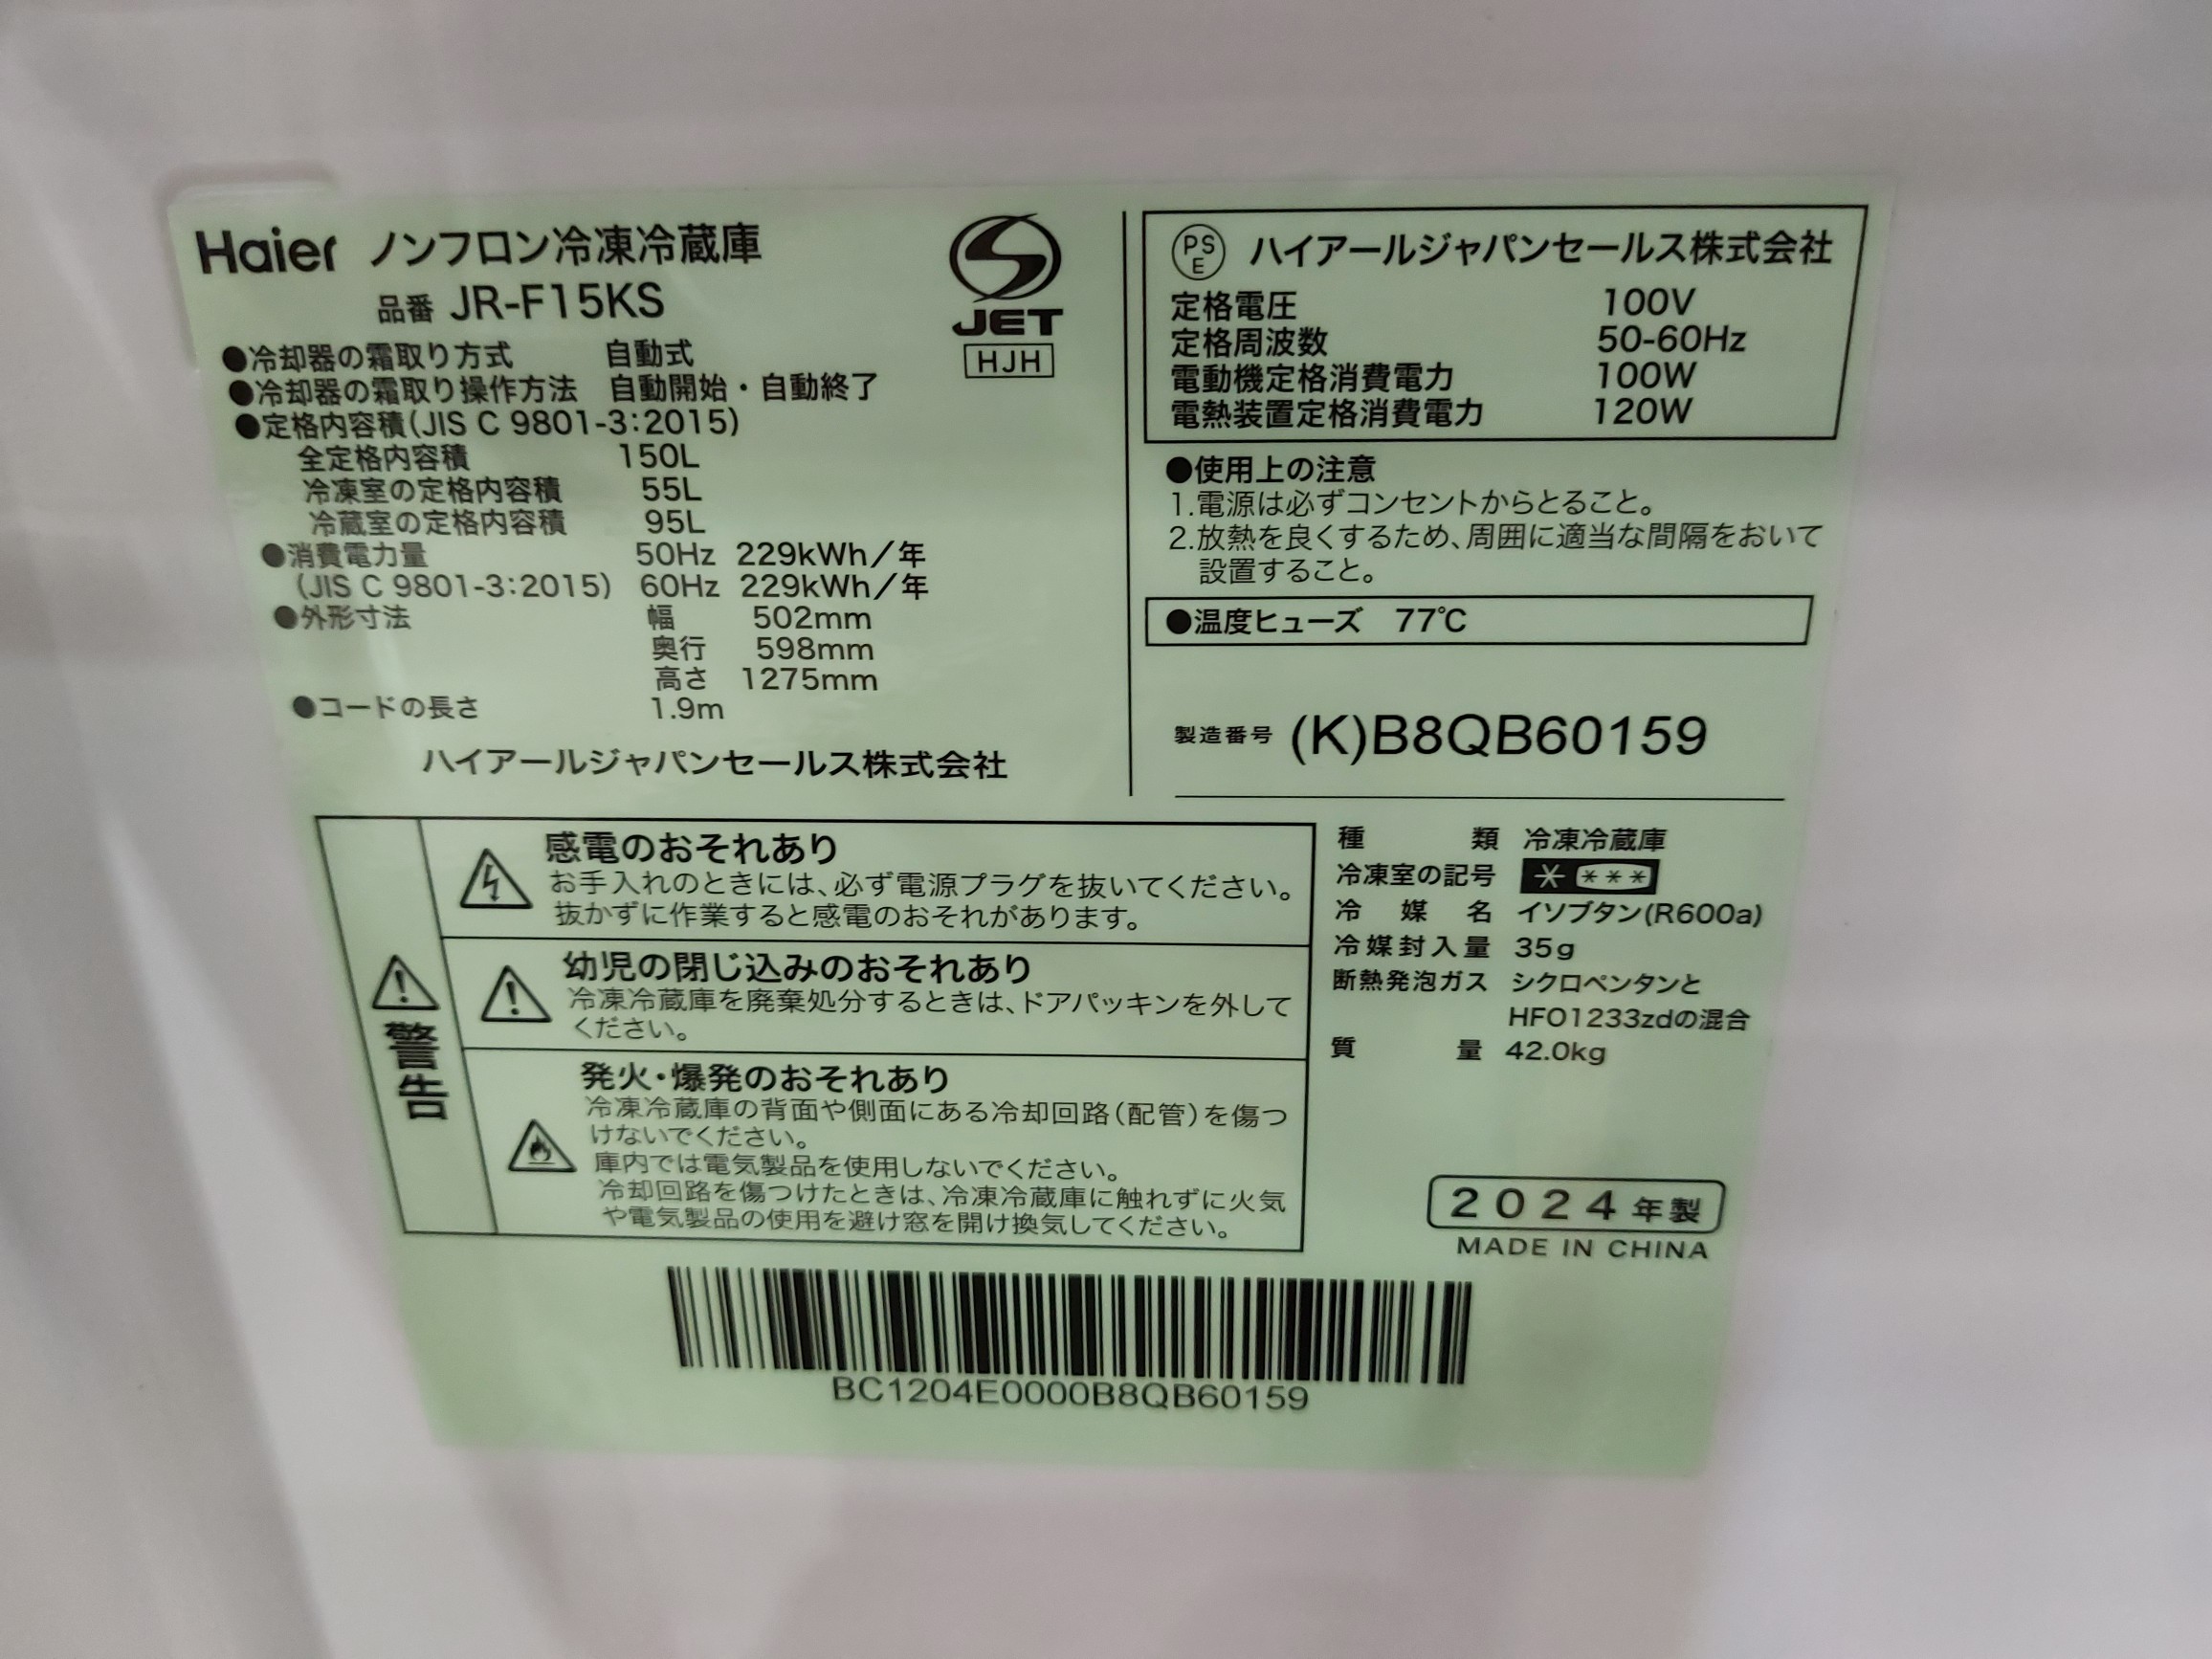 Haier ノンフロン冷凍冷蔵庫
品番 JR-F15KS
●冷却器の霜取り方式 自動式
●冷却器の霜取り操作方法 自動開始・自動終了
●定格内容積(JIS C 9801-3:2015)
全定格内容積 150L
冷凍室の定格内容積 55L
冷蔵室の定格内容積 95L
●消費電力量 50Hz 229kWh/年
(JIS C 9801-3:2015) 60Hz 229kWh/年
●外形寸法 幅 502mm
奥行 598mm
高さ 1275mm
●コードの長さ 1.9m
ハイアールジャパンセールス株式会社
JET
HJH
PS
E
ハイアールジャパンセールス株式会社
定格電圧 100V
定格周波数 50-60Hz
電動機定格消費電力 100W
電熱装置定格消費電力 120W
●使用上の注意
1.電源は必ずコンセントからとること。
2.放熱を良くするため、周囲に適当な間隔をおいて
設置すること。
●温度ヒューズ 77℃
製造番号 (K)B8QB60159
警告
感電のおそれあり
お手入れのときには、必ず電源プラグを抜いてください。
抜かずに作業すると感電のおそれがあります。
幼児の閉じ込みのおそれあり
冷凍冷蔵庫を廃棄処分するときは、ドアパッキンを外して
ください。
発火・爆発のおそれあり
冷凍冷蔵庫の背面や側面にある冷却回路(配管)を傷つ
けないでください。
庫内では電気製品を使用しないでください。
冷却回路を傷つけたときは、冷凍冷蔵庫に触れずに火気
や電気製品の使用を避け窓を開け換気してください。
種類 冷凍冷蔵庫
冷凍室の記号 * ***
冷媒名 イソブタン(R600a)
冷媒封入量 35g
断熱発泡ガス シクロペンタンと
HFO1233zdの混合
質量 42.0kg
2024年製
MADE IN CHINA
BC1204E0000B8QB60159